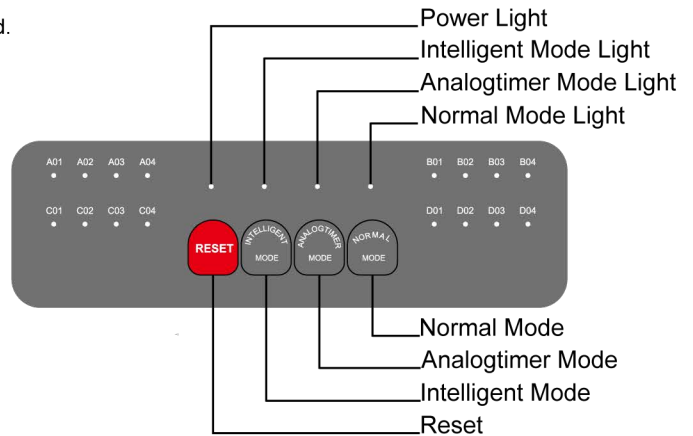 d.
Power Light
Intelligent Mode Light
Analogtimer Mode Light
Normal Mode Light
A01 A02 A03 A04
B01 B02 B03 B04
C01 C02 C03 C04
D01 D02 D03 D04
RESET
INTELLIGENT
MODE
ANALOGTIMER
MODE
NORMAL
MODE
Normal Mode
Analogtimer Mode
Intelligent Mode
Reset